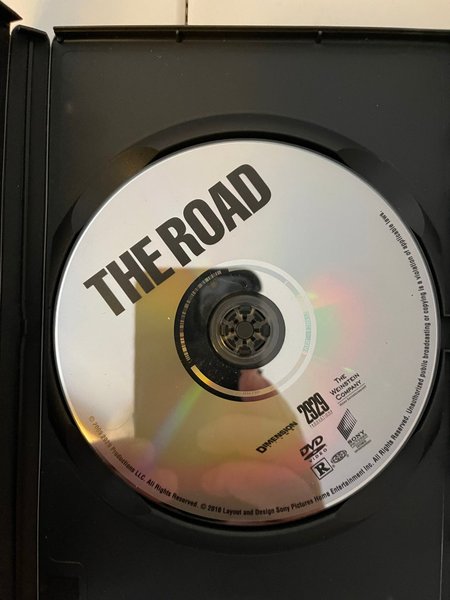 THE ROAD
DIMENSION
2929
THE
WEINSTEIN
COMPANY
DVD
VIDEO
R
SONY
Productions LLC. All Rights Reserved. © 2010 Layout and Design Sony Pictures Home Entertainment Inc. All Rights Reserved. Unauthorized public broadcasting or copying is a violation of applicable laws.